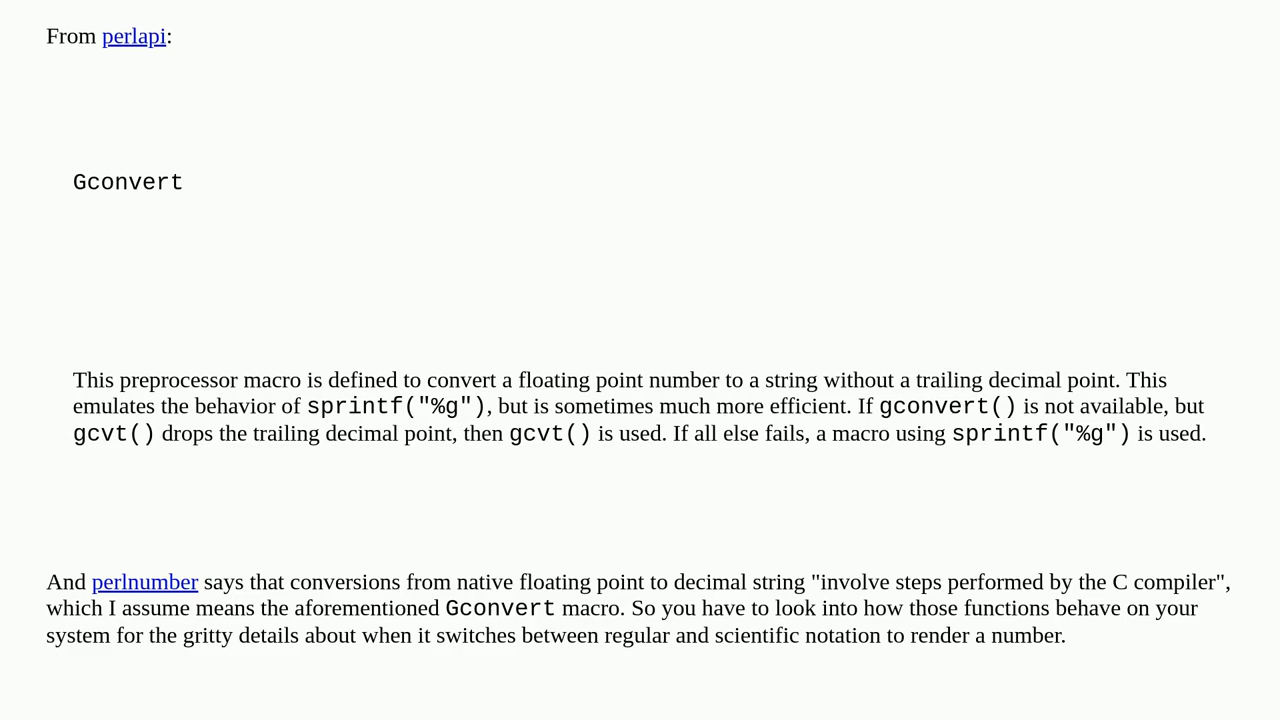 From perlapi:
Gconvert
This preprocessor macro is defined to convert a floating point number to a string without a trailing decimal point. This
emulates the behavior of sprintf("%g"), but is sometimes much more efficient. If gconvert() is not available, but
gcvt() drops the trailing decimal point, then gcvt() is used. If all else fails, a macro using sprintf("%g") is used.
And perlnumber says that conversions from native floating point to decimal string "involve steps performed by the C compiler",
which I assume means the aforementioned Gconvert macro. So you have to look into how those functions behave on your
system for the gritty details about when it switches between regular and scientific notation to render a number.